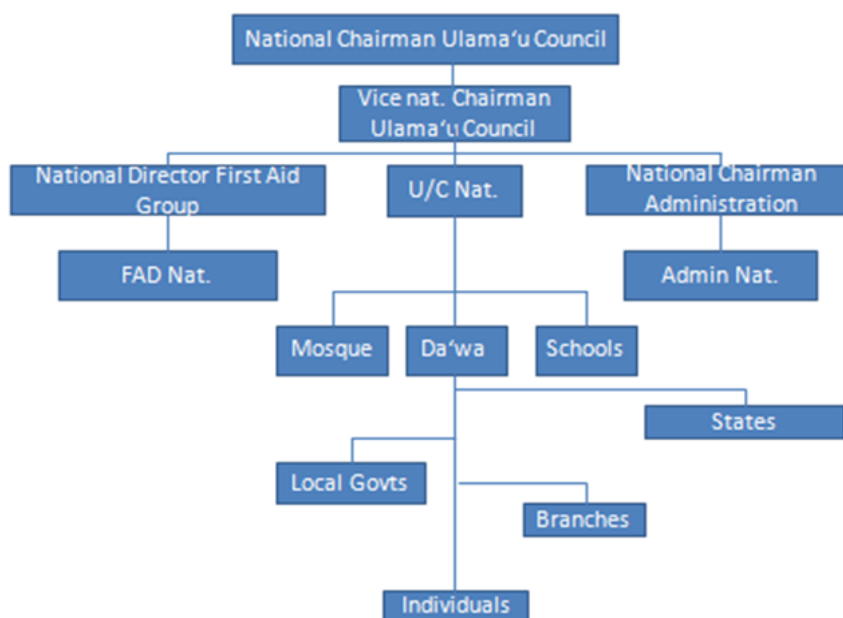 National Chairman Ulama‘u Council
Vice nat. Chairman
Ulama‘u Council
National Director First Aid
Group
U/C Nat.
National Chairman
Administration
FAD Nat.
Admin Nat.
Mosque
Da‘wa
Schools
States
Local Govts
Branches
Individuals